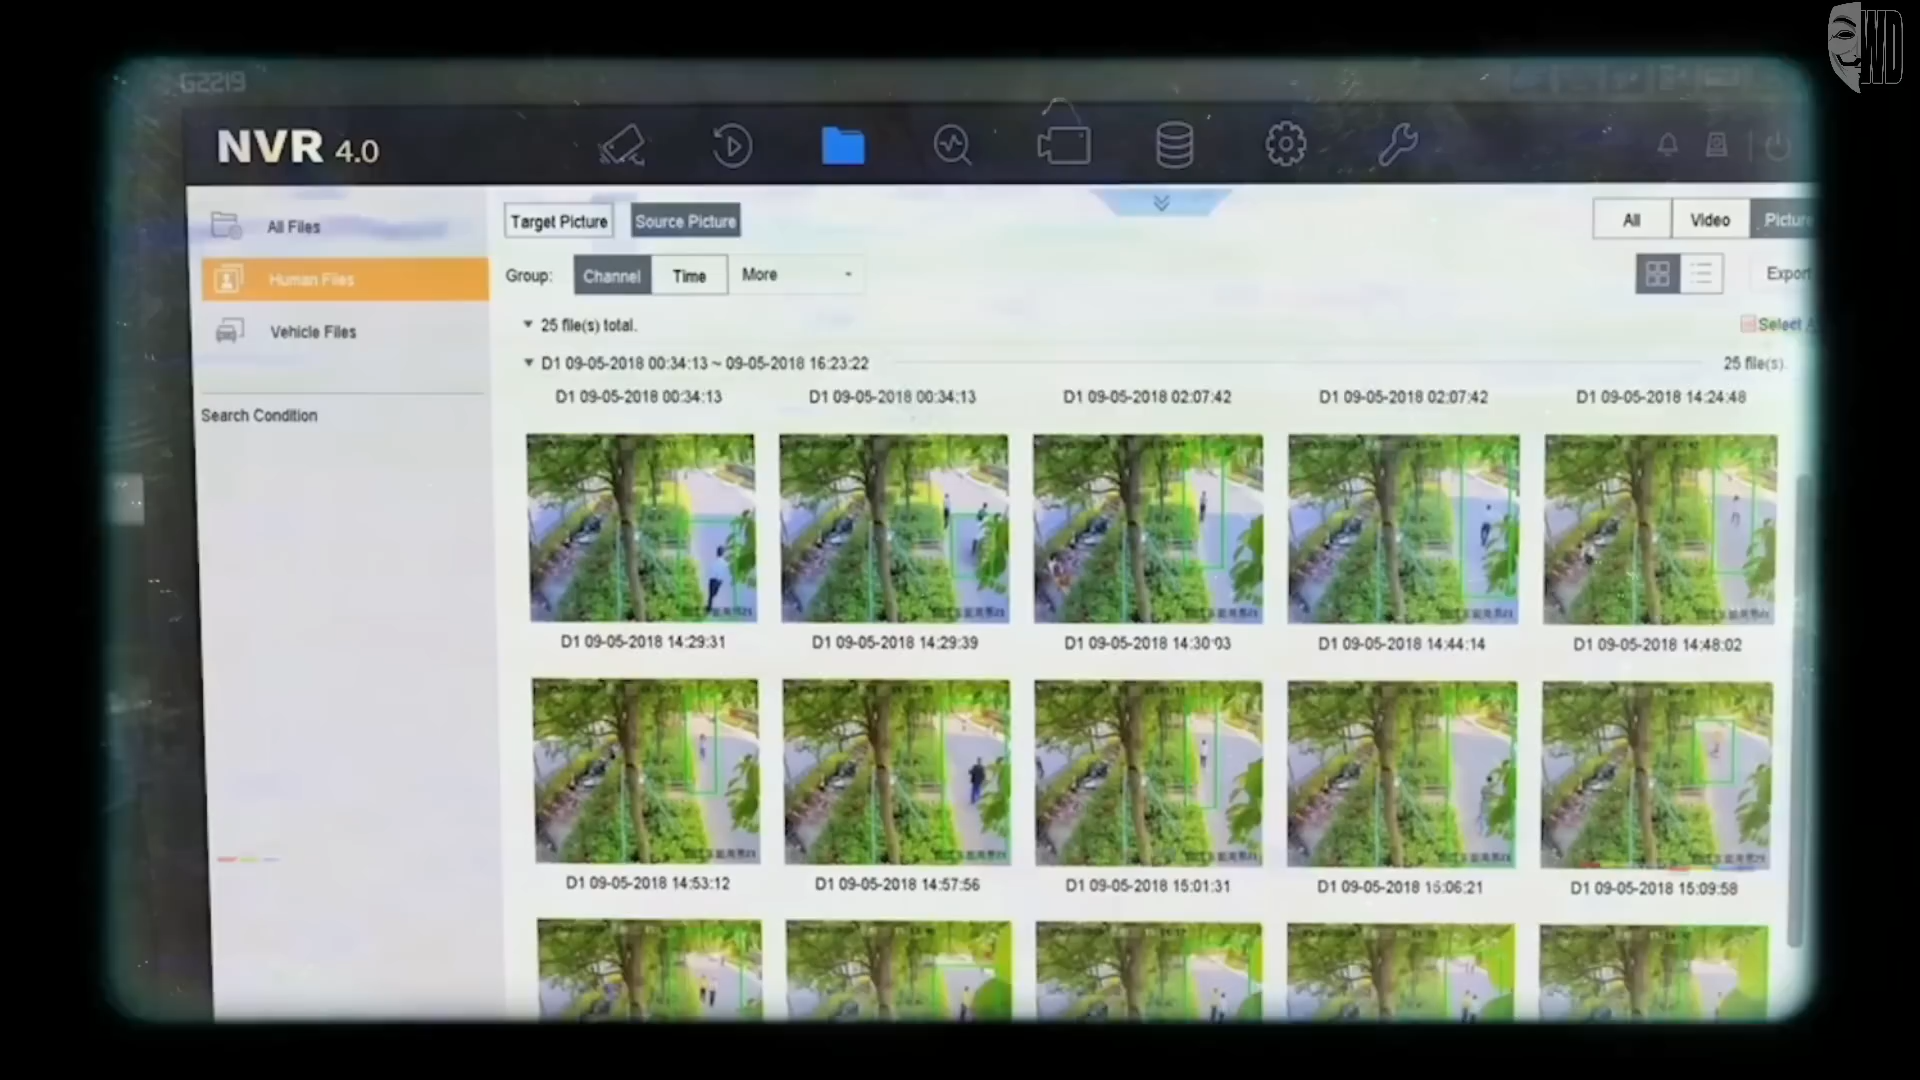 WD
G2219
NVR 4.0
All Files
Human Files
Vehicle Files
Search Condition
Target Picture
Source Picture
All
Video
Picture
Group:
Channel
Time
More
Export
25 file(s) total.
Select A
D1 09-05-2018 00:34:13 ~ 09-05-2018 16:23:22
25 file(s).
D1 09-05-2018 00:34:13
D1 09-05-2018 00:34:13
D1 09-05-2018 02:07:42
D1 09-05-2018 02:07:42
D1 09-05-2018 14:24:48
D1 09-05-2018 14:29:31
D1 09-05-2018 14:29:39
D1 09-05-2018 14:30:03
D1 09-05-2018 14:44:14
D1 09-05-2018 14:48:02
D1 09-05-2018 14:53:12
D1 09-05-2018 14:57:56
D1 09-05-2018 15:01:31
D1 09-05-2018 15:06:21
D1 09-05-2018 15:09:58